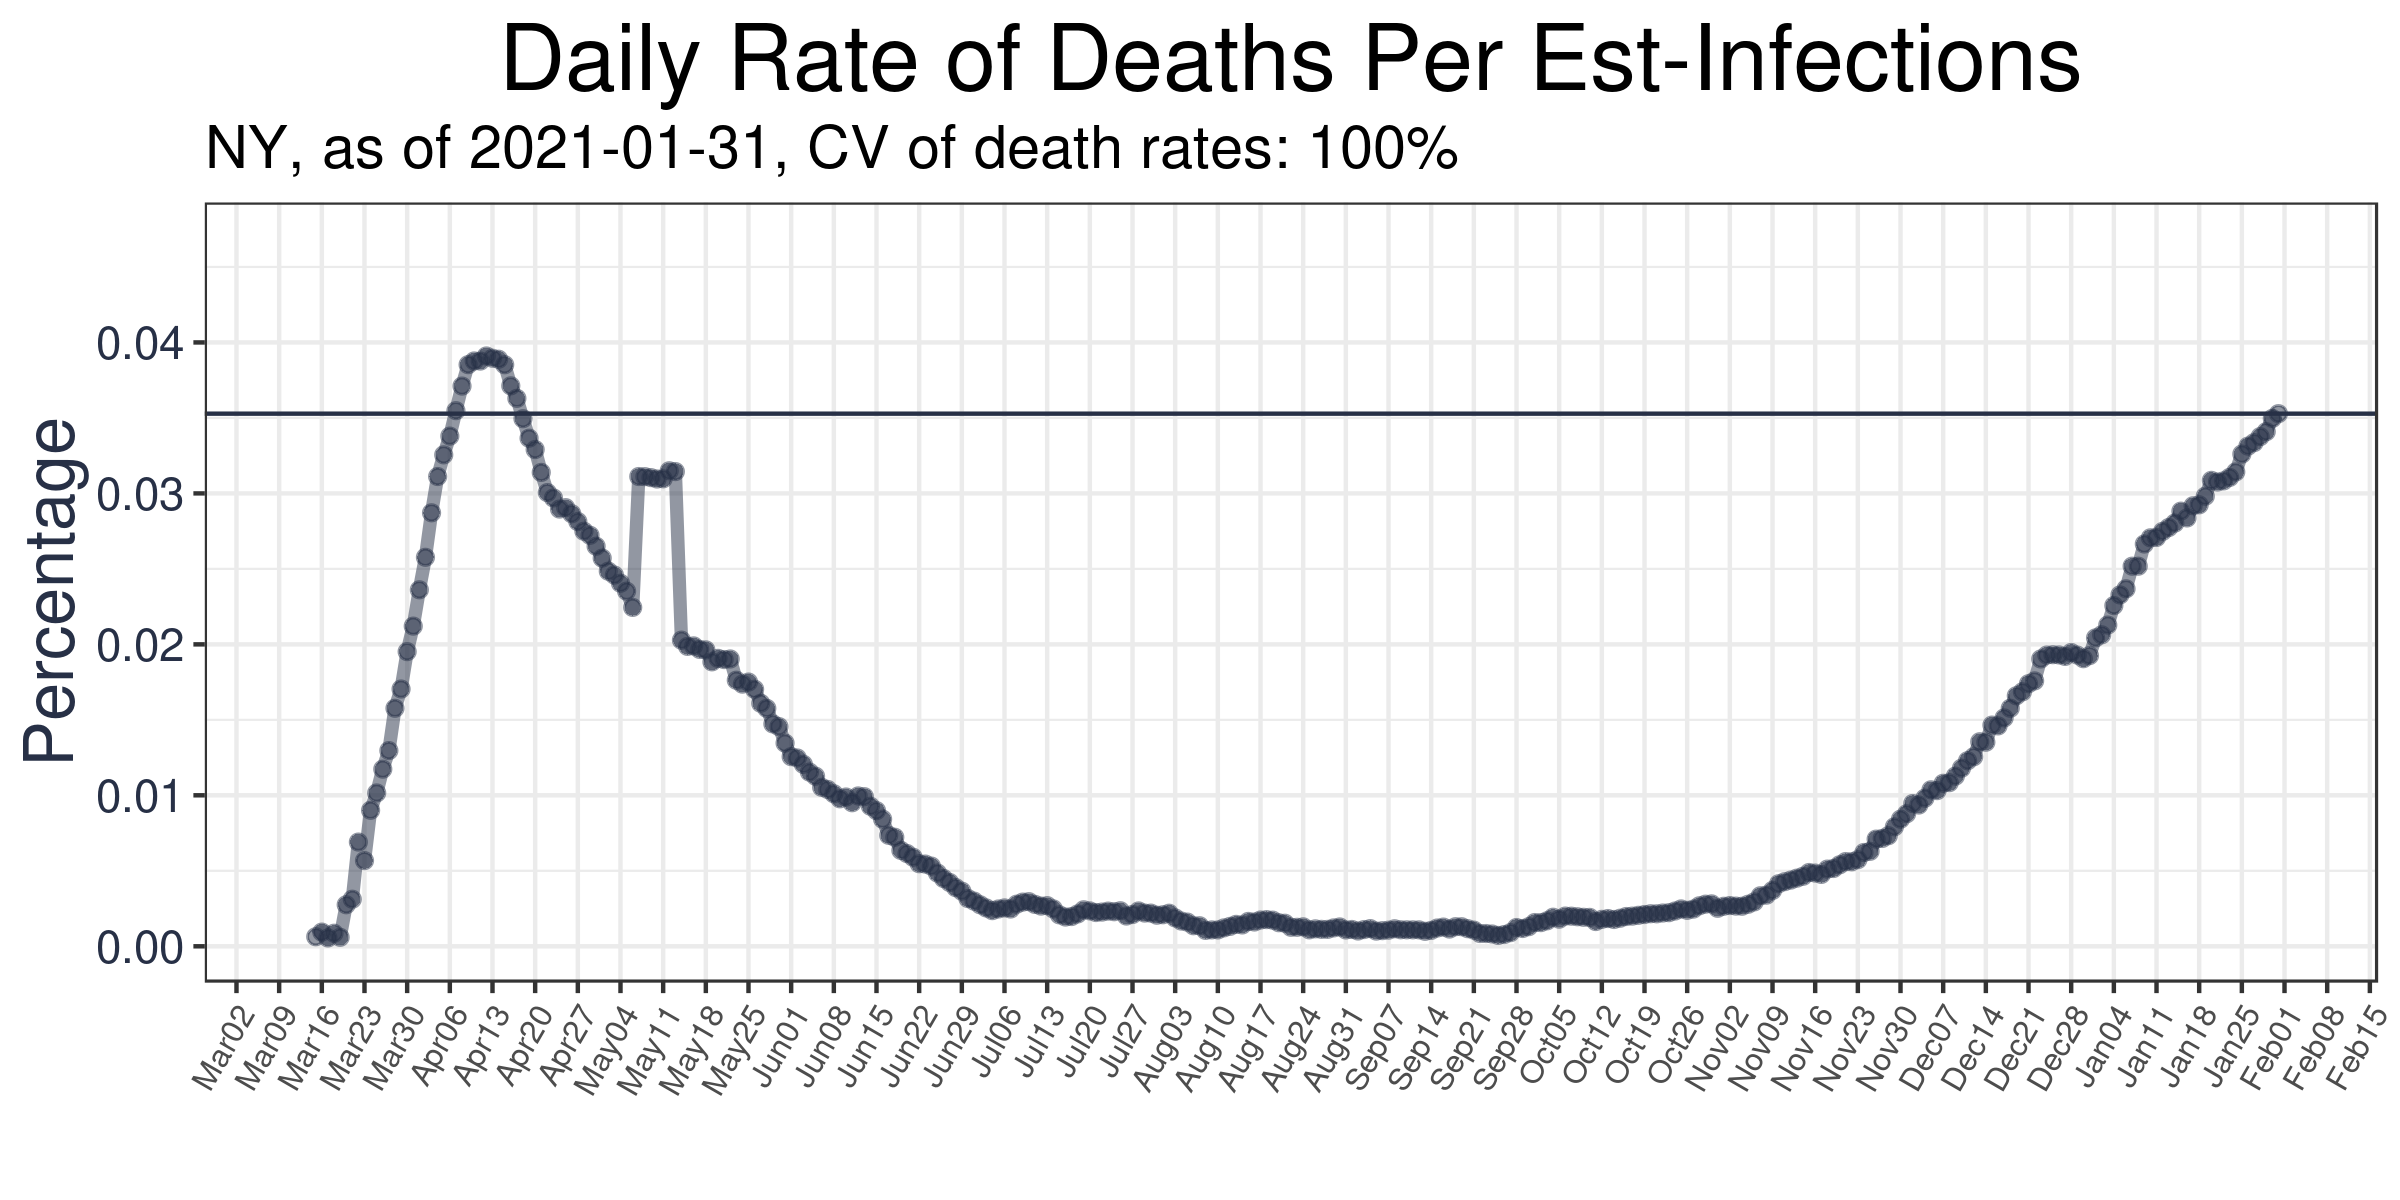 Daily Rate of Deaths Per Est-Infections
NY, as of 2021-01-31, CV of death rates: 100%
Percentage
0.04
0.03
0.02
0.01
0.00
Mar02
Mar09
Mar16
Mar23
Mar30
Apr06
Apr13
Apr20
Apr27
May04
May11
May18
May25
Jun01
Jun08
Jun15
Jun22
Jun29
Jul06
Jul13
Jul20
Jul27
Aug03
Aug10
Aug17
Aug24
Aug31
Sep07
Sep14
Sep21
Sep28
Oct05
Oct12
Oct19
Oct26
Nov02
Nov09
Nov16
Nov23
Nov30
Dec07
Dec14
Dec21
Dec28
Jan04
Jan11
Jan18
Jan25
Feb01
Feb08
Feb15